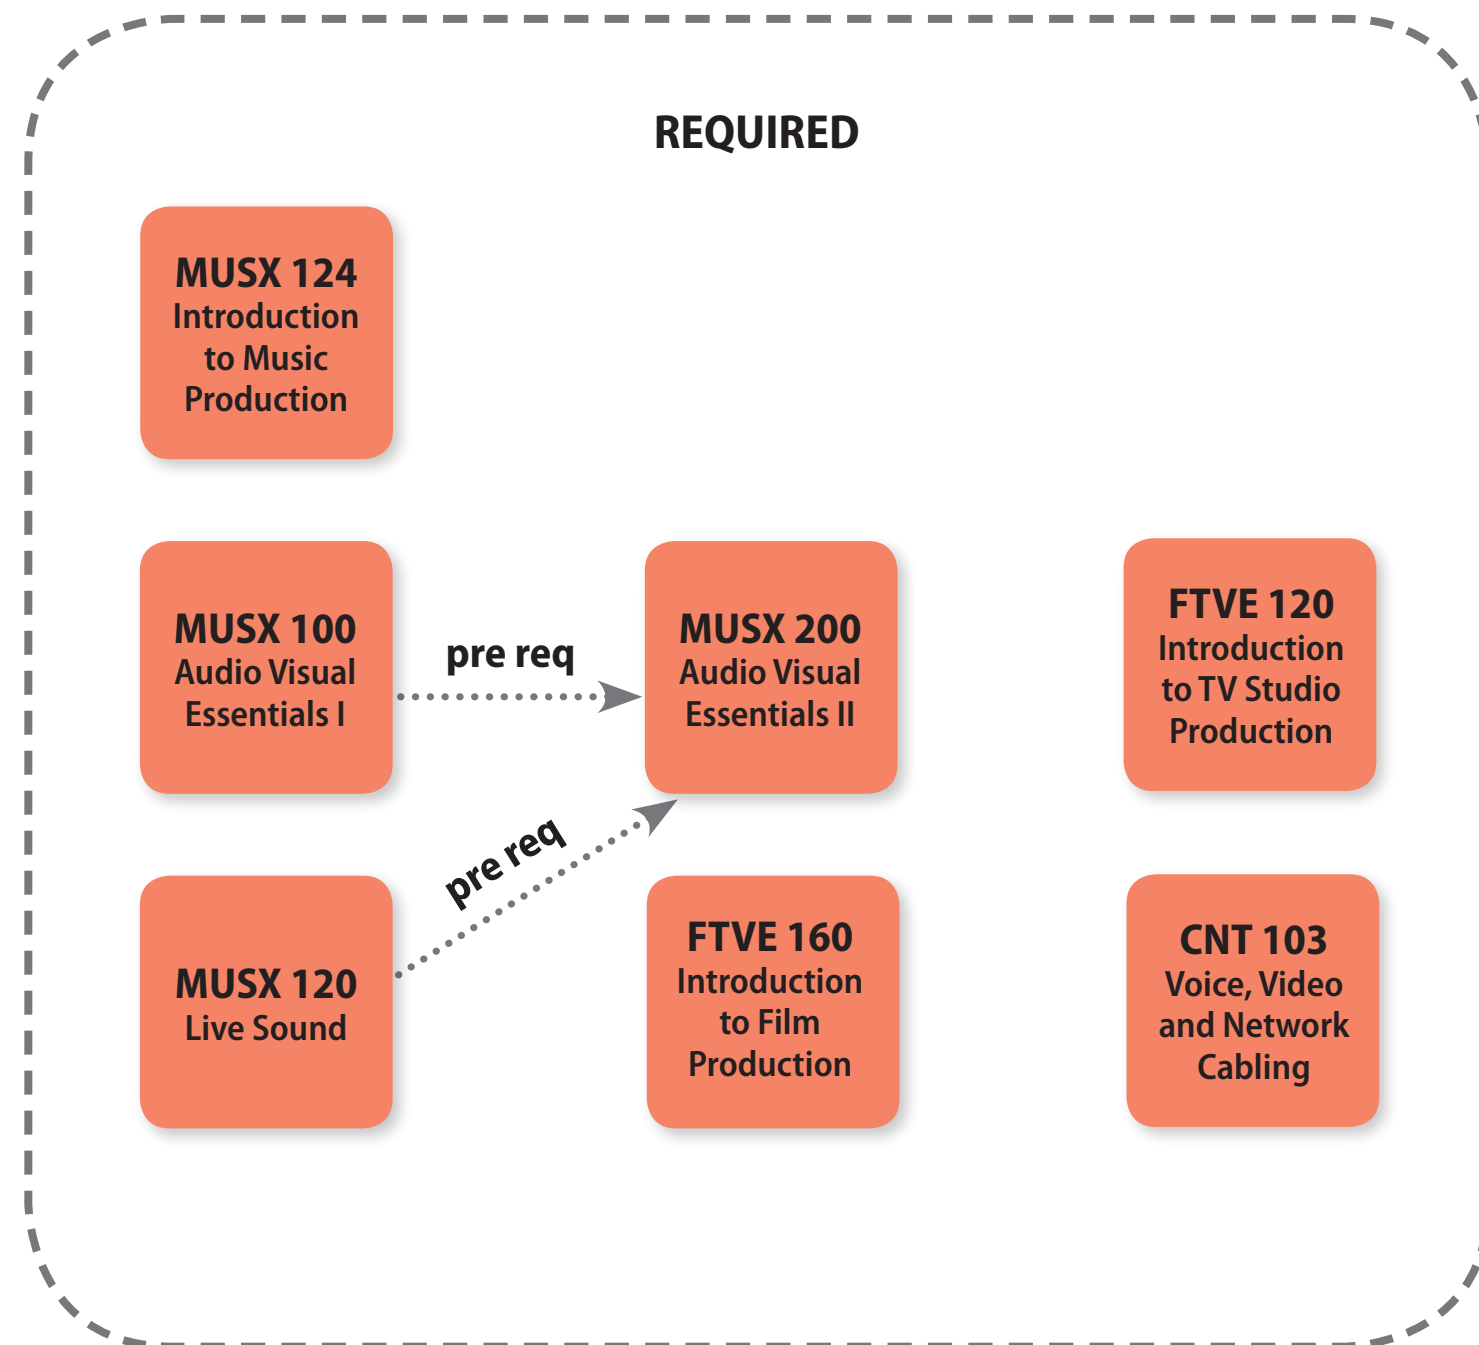 REQUIRED
MUSX 124
Introduction
to Music
Production
MUSX 100
Audio Visual
Essentials I
pre req
MUSX 200
Audio Visual
Essentials II
FTVE 120
Introduction
to TV Studio
Production
pre req
MUSX 120
Live Sound
FTVE 160
Introduction
to Film
Production
CNT 103
Voice, Video
and Network
Cabling